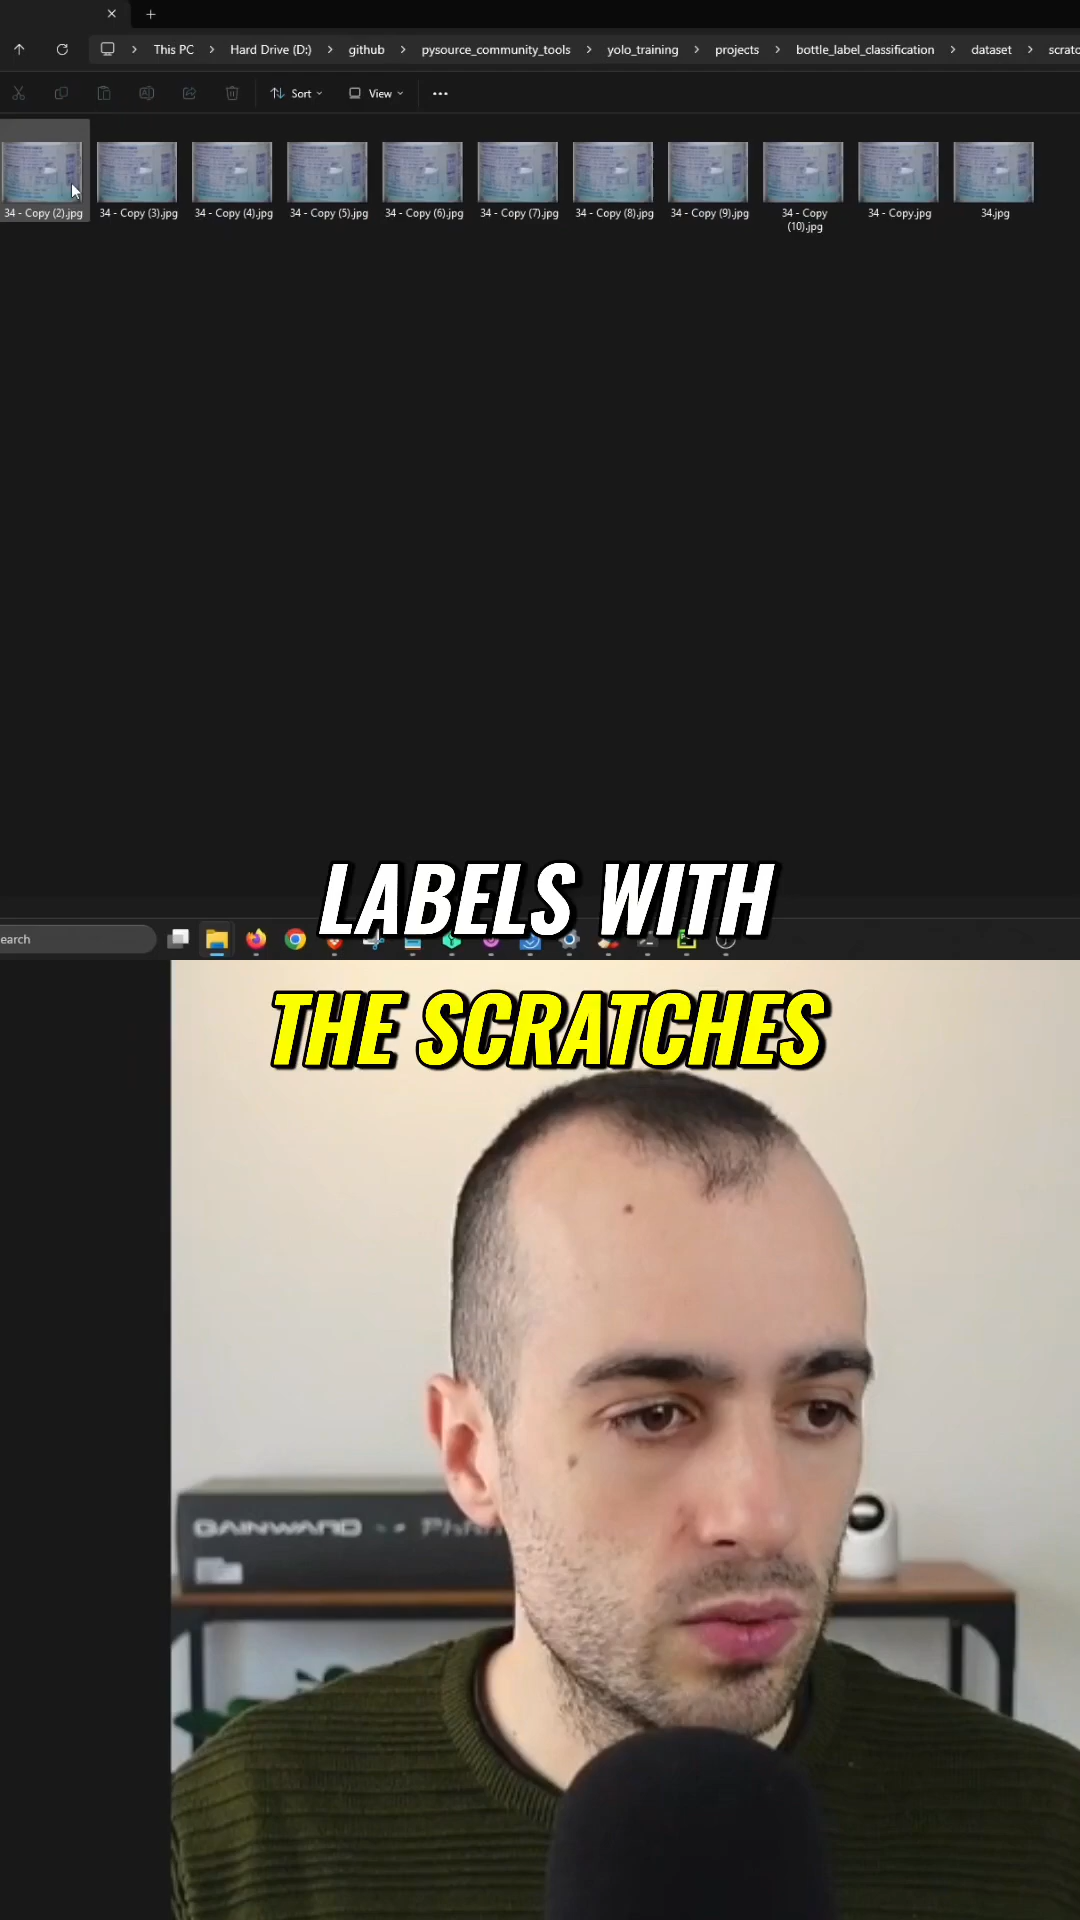 This PC > Hard Drive (D:) > github > pysource_community_tools > yolo_training > projects > bottle_label_classification > dataset >
Sort View
34 - Copy (2).jpg 34 - Copy (3).jpg 34 - Copy (4).jpg 34 - Copy (5).jpg 34 - Copy (6).jpg 34 - Copy (7).jpg 34 - Copy (8).jpg 34 - Copy (9).jpg 34 - Copy (10).jpg 34 - Copy.jpg 34.jpg
LABELS WITH
earch
THE SCRATCHES
GAINWARD